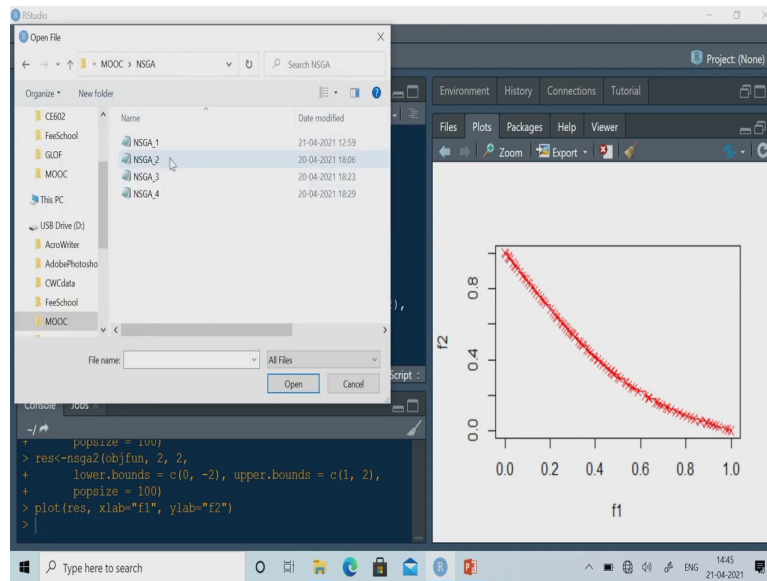 RStudio
Open File
MOOC > NSGA
Search NSGA
Organize
New folder
Name
Date modified
CE602
FeeSchool
GLOF
MOOC
This PC
USB Drive (D:)
AcroWriter
AdobePhotosho
CWCdata
FeeSchool
MOOC
NSGA_1 21-04-2021 12:59
NSGA_2 20-04-2021 18:06
NSGA_3 20-04-2021 18:23
NSGA_4 20-04-2021 18:29
File name:
All Files
Open
Cancel
Project: (None)
Environment History Connections Tutorial
Files Plots Packages Help Viewer
Zoom Export
),
Script
f2
0.8
0.4
0.0
0.0 0.2 0.4 0.6 0.8 1.0
f1
Console Jobs
~/
+ popsize = 100)
> res<-nsga2(objfun, 2, 2,
+ lower.bounds = c(0, -2), upper.bounds = c(1, 2),
+ popsize = 100)
> plot(res, xlab="f1", ylab="f2")
>
Type here to search
ENG
14:45
21-04-2021